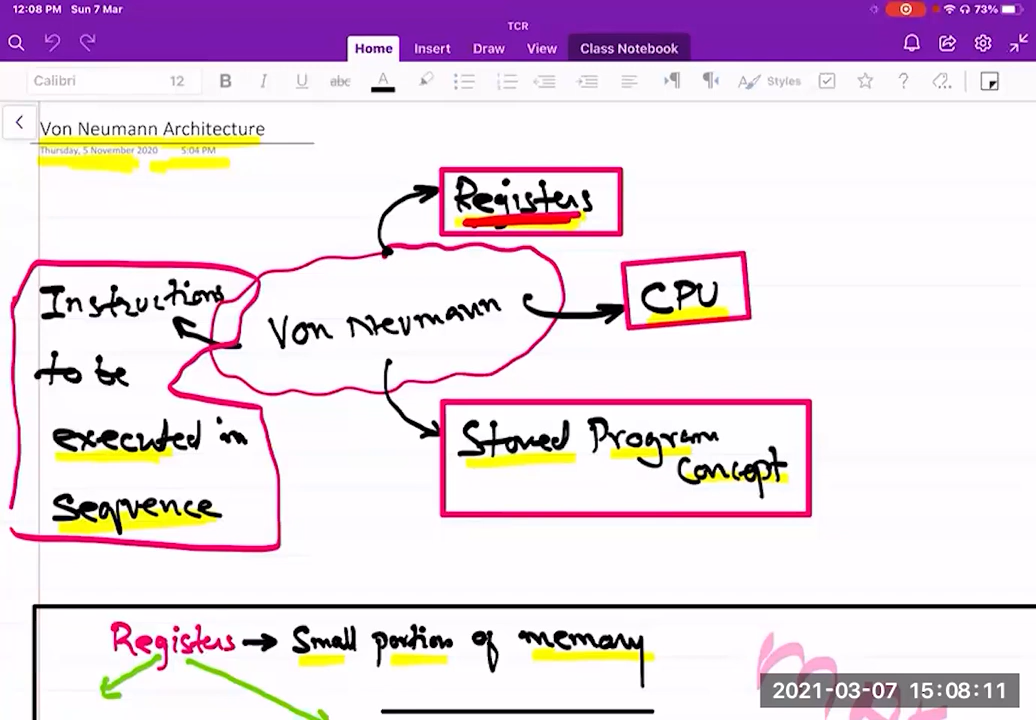 12:08 PM Sun 7 Mar
73%
TCR
Home Insert Draw View Class Notebook
Calibri 12 B I U abc A Styles
Von Neumann Architecture
Thursday, 5 November 2020 5:04 PM
Registers
CPU
Von Neumann
Instructions
to be
executed in
Sequence
Stored Program
Concept
Registers → Small portion of memory
2021-03-07 15:08:11